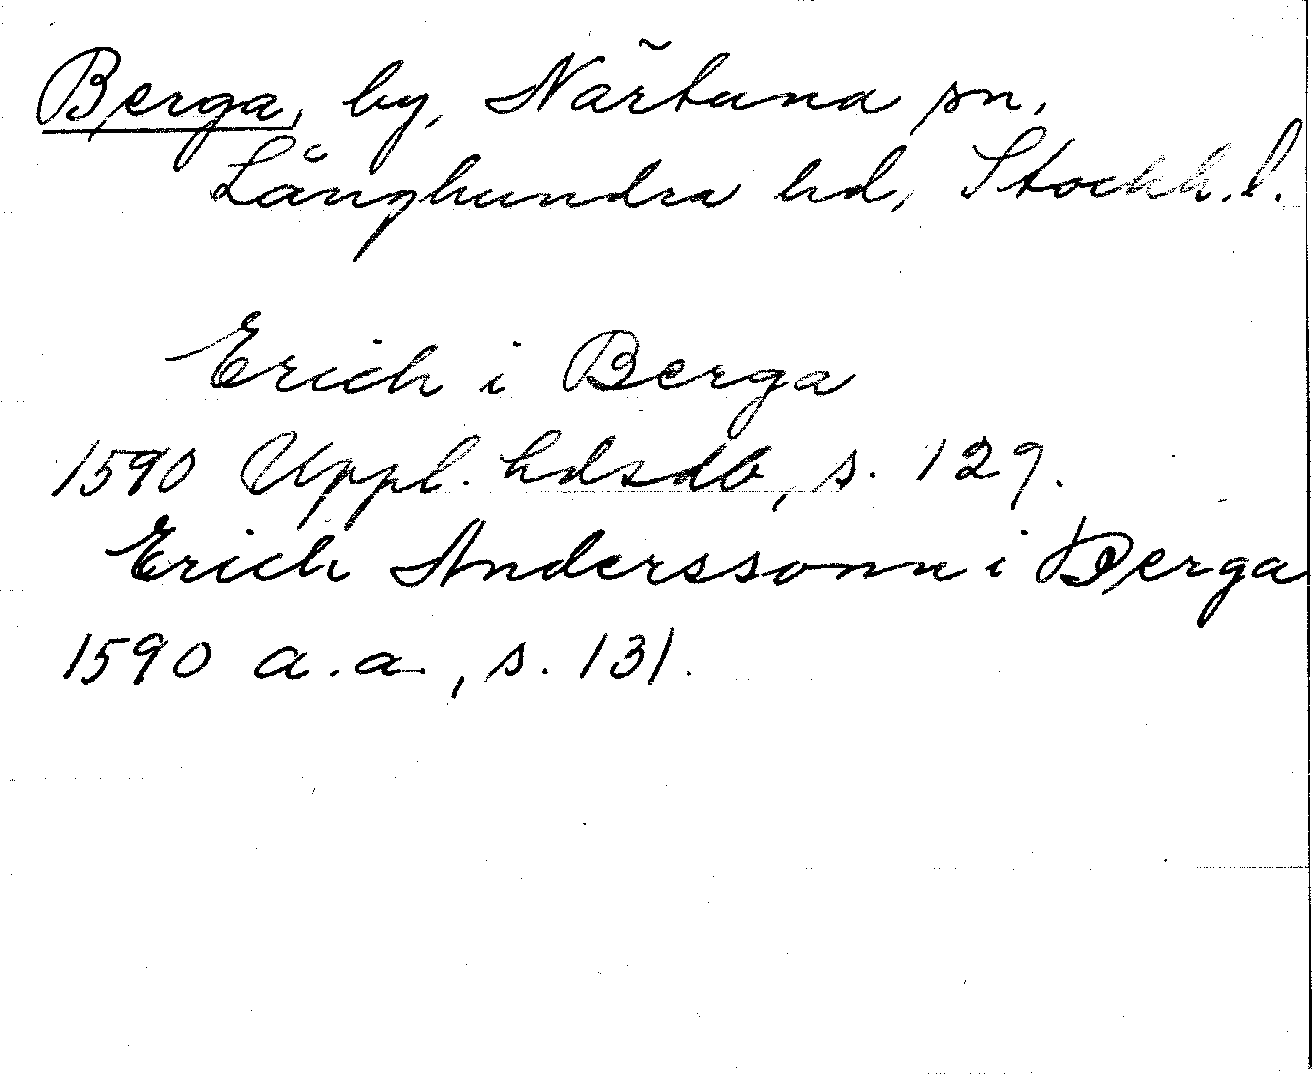 Berga, by, Närtuna sn,
Långhundra hd, Stockh. l.
Erich i Berga
1590 Uppl. hdsdb, s. 129.
Erich Anderssonn i Berga
1590 a.a., s. 131.